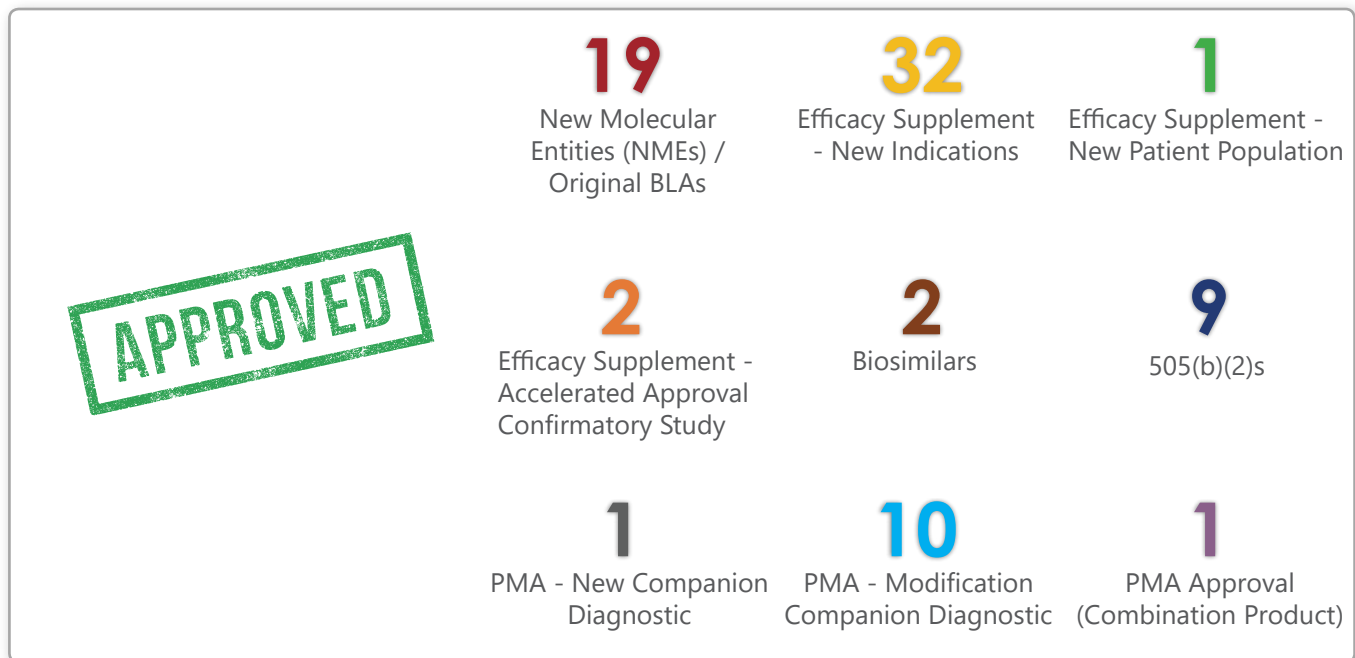 APPROVED
19
New Molecular
Entities (NMEs) /
Original BLAs
32
Efficacy Supplement
- New Indications
1
Efficacy Supplement -
New Patient Population
2
Efficacy Supplement -
Accelerated Approval
Confirmatory Study
2
Biosimilars
9
505(b)(2)s
1
PMA - New Companion
Diagnostic
10
PMA - Modification
Companion Diagnostic
1
PMA Approval
(Combination Product)